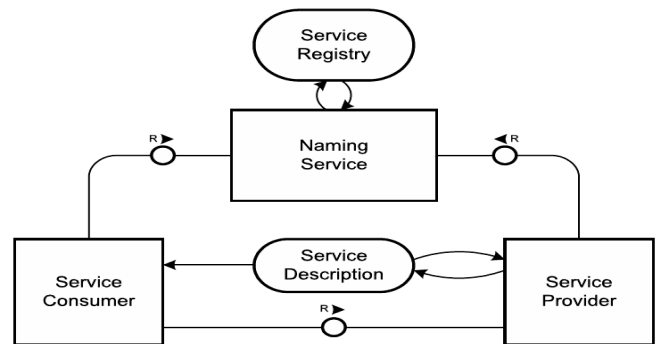 Service
Registry
R
Naming
Service
R
Service
Consumer
Service
Description
Service
Provider
R